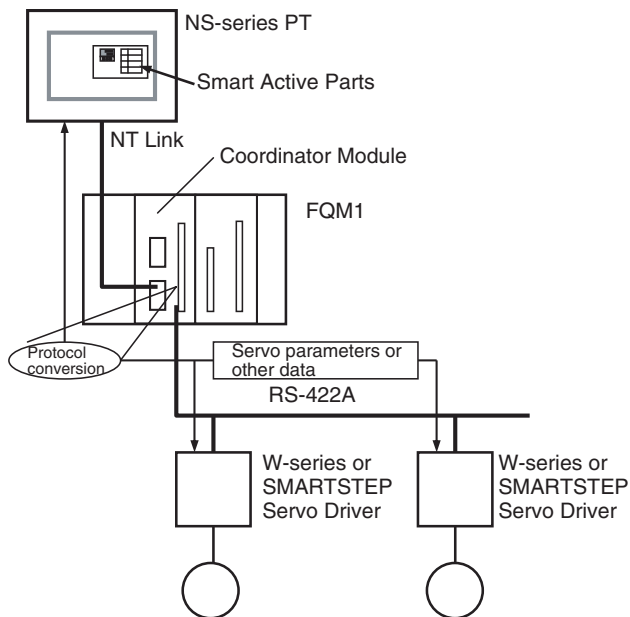 NS-series PT
Smart Active Parts
NT Link
Coordinator Module
FQM1
Protocol
conversion
Servo parameters or
other data
RS-422A
W-series or
SMARTSTEP
Servo Driver
W-series or
SMARTSTEP
Servo Driver